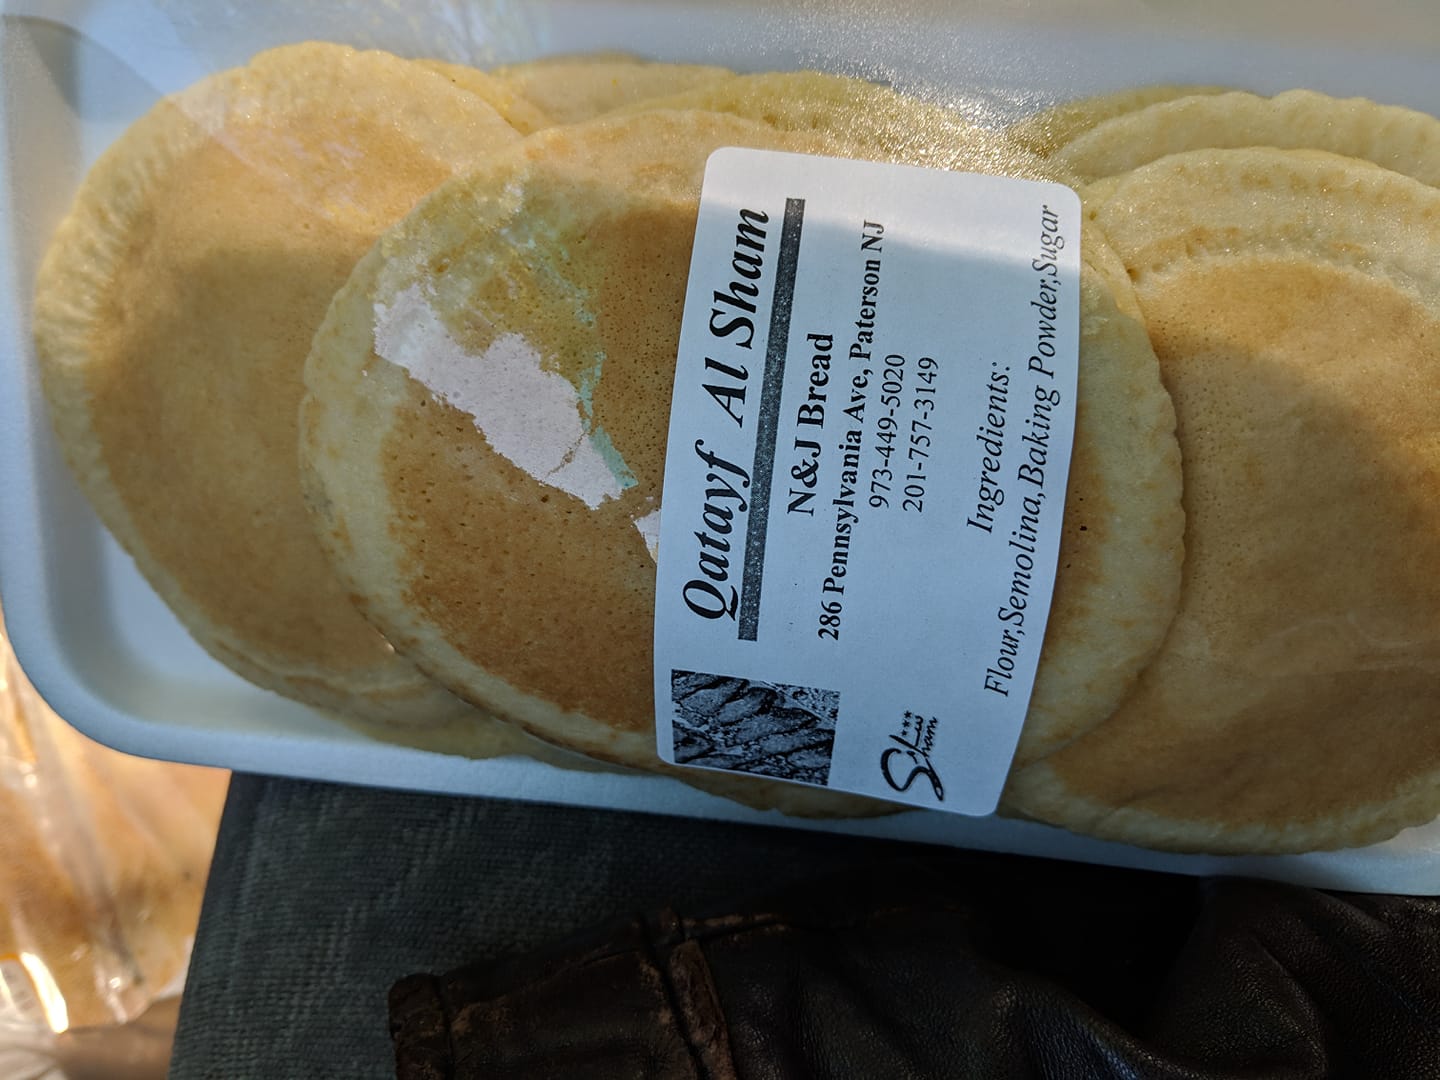 Qatayf Al Sham
N&J Bread
286 Pennsylvania Ave, Paterson NJ
973-449-5020
201-757-3149
Ingredients:
Flour,Semolina,Baking Powder,Sugar
Sham